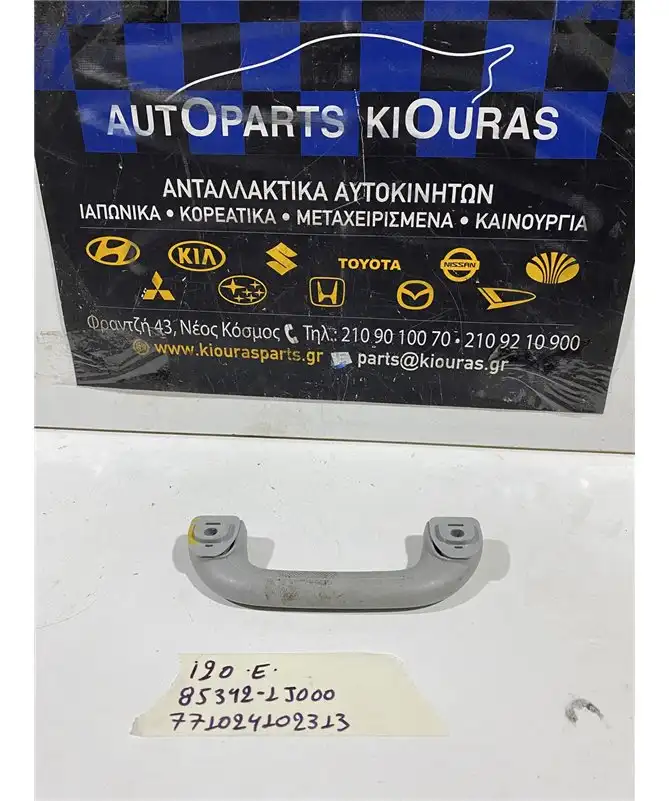 AUTOPARTS KIOURAS
ΑΝΤΑΛΛΑΚΤΙΚΑ ΑΥΤΟΚΙΝΗΤΩΝ
ΙΑΠΩΝΙΚΑ • ΚΟΡΕΑΤΙΚΑ • ΜΕΤΑΧΕΙΡΙΣΜΕΝΑ • ΚΑΙΝΟΥΡΓΙΑ
KIA TOYOTA NISSAN
Φραντζή 43, Νέος Κόσμος Τηλ.: 210 90 100 70 • 210 92 10 900
www.kiourasparts.gr parts@kiouras.gr
i20 .E.
85342-1J000
771024102313